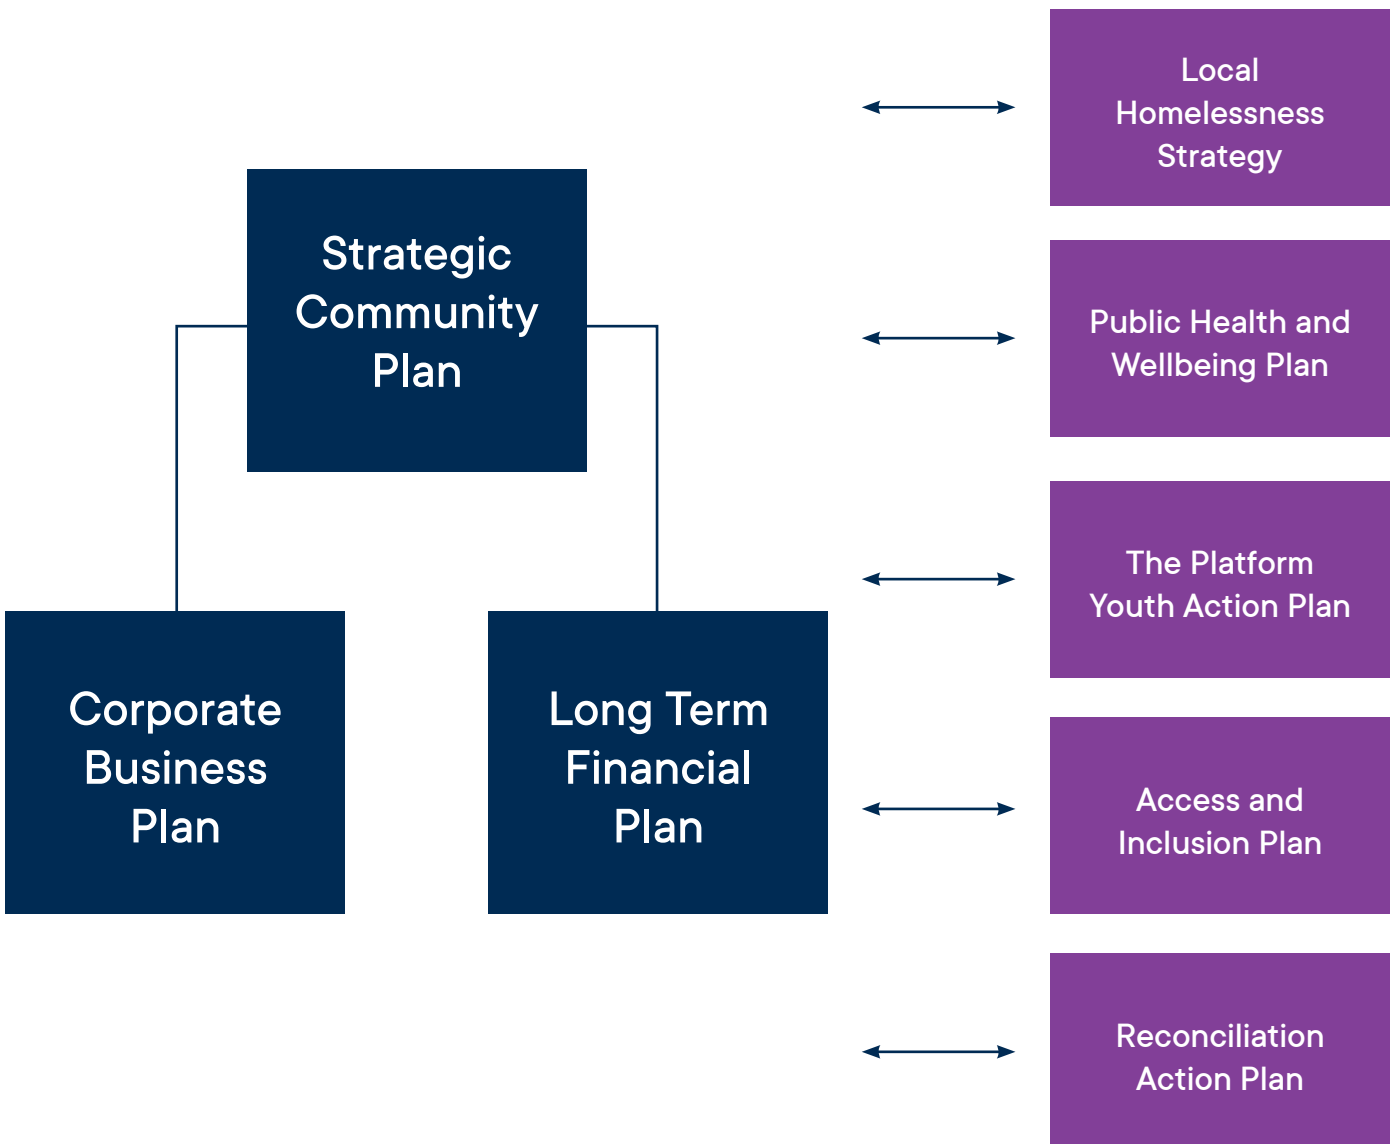 Strategic
Community
Plan
Corporate
Business
Plan
Long Term
Financial
Plan
Local
Homelessness
Strategy
Public Health and
Wellbeing Plan
The Platform
Youth Action Plan
Access and
Inclusion Plan
Reconciliation
Action Plan